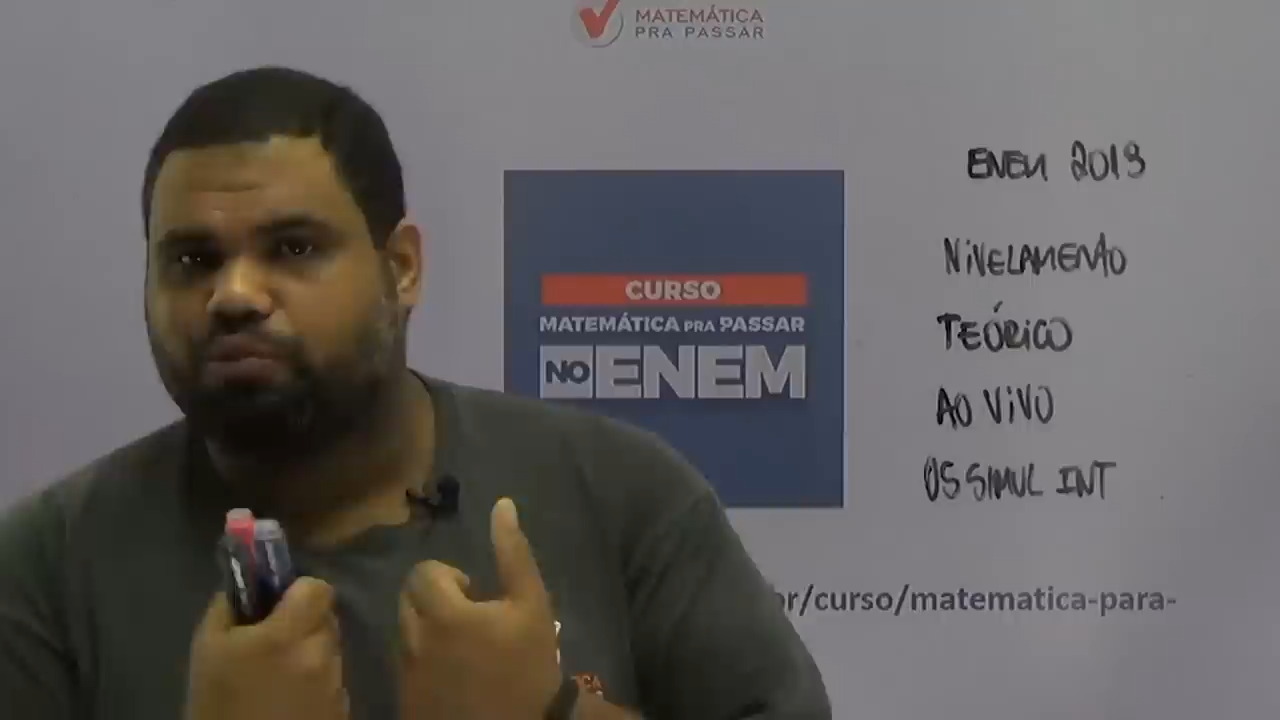 MATEMÁTICA
PRA PASSAR
CURSO
MATEMÁTICA PRA PASSAR
NO ENEM
ENEM 2019
NIVELAMENTO
TEÓRICO
AO VIVO
05 SIMUL INT
br/curso/matematica-para-